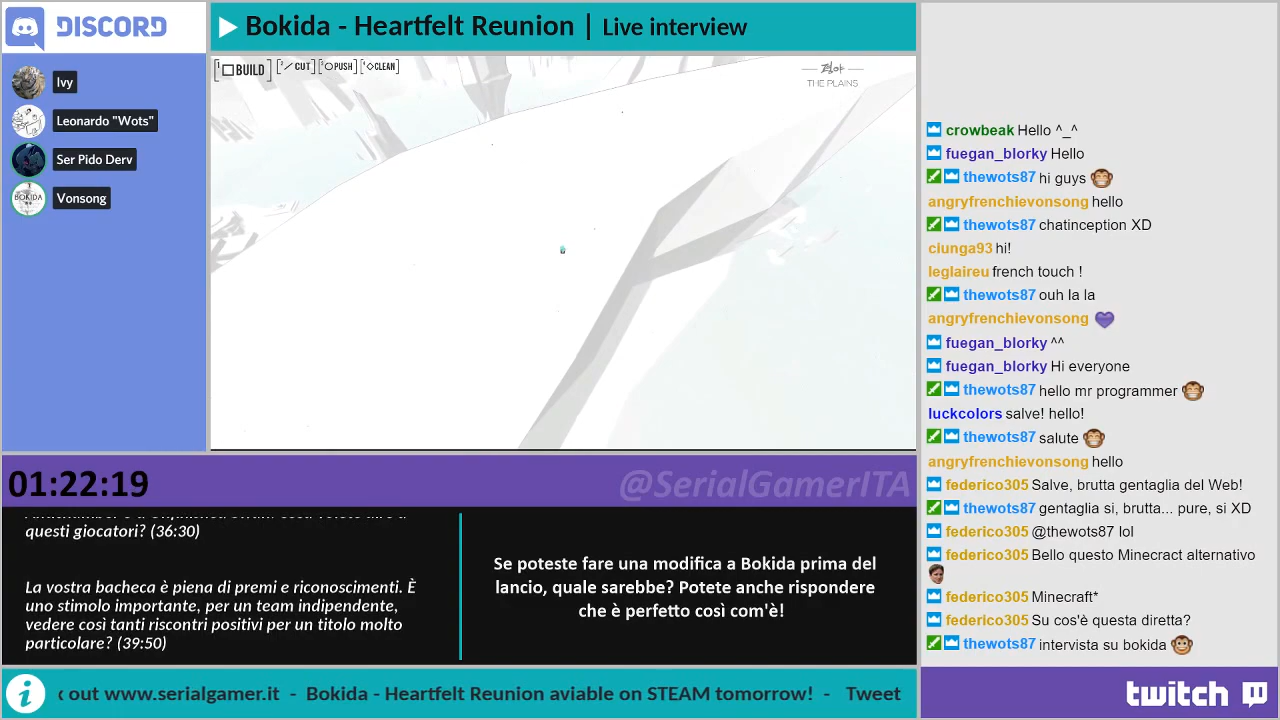 DISCORD
Ivy
Leonardo "Wots"
Ser Pido Derv
Vonsong
Bokida - Heartfelt Reunion | Live interview
[¹ BUILD] [² CUT] [³ PUSH] [⁴ CLEAN]
THE PLAINS
crowbeak Hello ^_^
fuegan_blorky Hello
thewots87 hi guys
angryfrenchievonsong hello
thewots87 chatinception XD
ciunga93 hi!
leglaireu french touch !
thewots87 ouh la la
angryfrenchievonsong
fuegan_blorky ^^
fuegan_blorky Hi everyone
thewots87 hello mr programmer
luckcolors salve! hello!
thewots87 salute
angryfrenchievonsong hello
federico305 Salve, brutta gentaglia del Web!
thewots87 gentaglia si, brutta... pure, si XD
federico305 @thewots87 lol
federico305 Bello questo Minecract alternativo
federico305 Minecraft*
federico305 Su cos'è questa diretta?
thewots87 intervista su bokida
01:22:19
@SerialGamerITA
questi giocatori? (36:30)
La vostra bacheca è piena di premi e riconoscimenti. È
uno stimolo importante, per un team indipendente,
vedere così tanti riscontri positivi per un titolo molto
particolare? (39:50)
Se poteste fare una modifica a Bokida prima del
lancio, quale sarebbe? Potete anche rispondere
che è perfetto così com'è!
k out www.serialgamer.it - Bokida - Heartfelt Reunion aviable on STEAM tomorrow! - Tweet
twitch